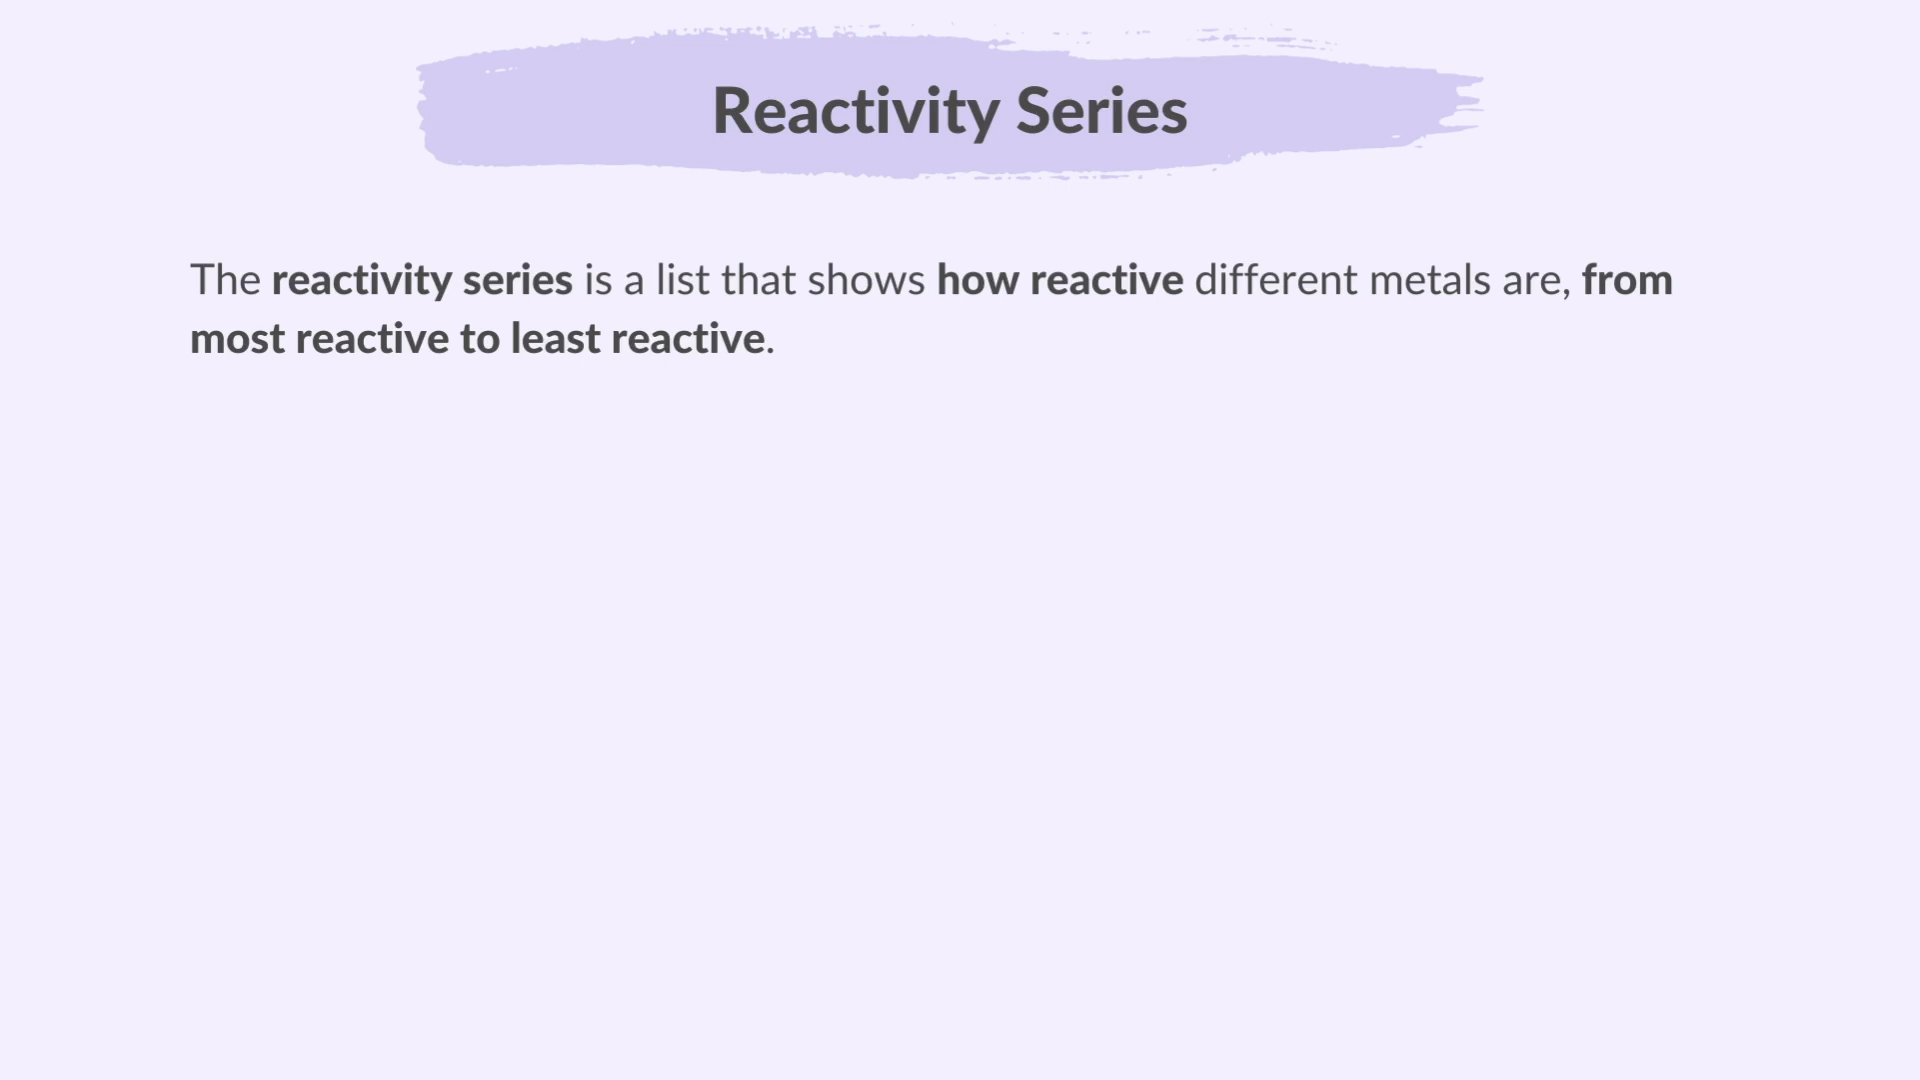 Reactivity Series
The reactivity series is a list that shows how reactive different metals are, from
most reactive to least reactive.